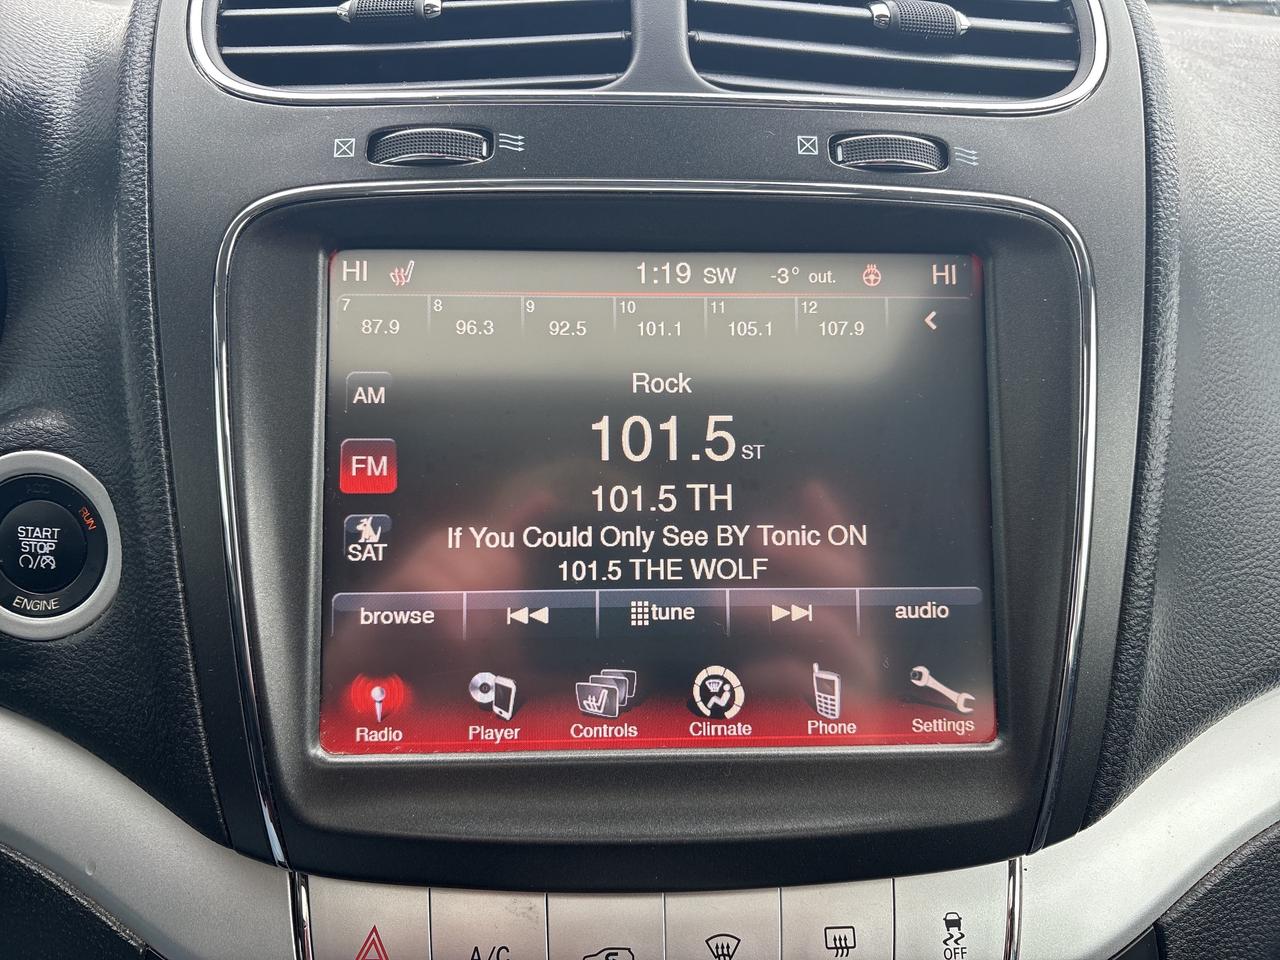 HI 1:19 SW -3° out. HI
7 8 9 10 11 12
87.9 96.3 92.5 101.1 105.1 107.9
Rock
AM
101.5 ST
FM
101.5 TH
If You Could Only See BY Tonic ON
SAT
101.5 THE WOLF
browse tune audio
Radio Player Controls Climate Phone Settings
RUN
START
STOP
ENGINE
A/C
OFF